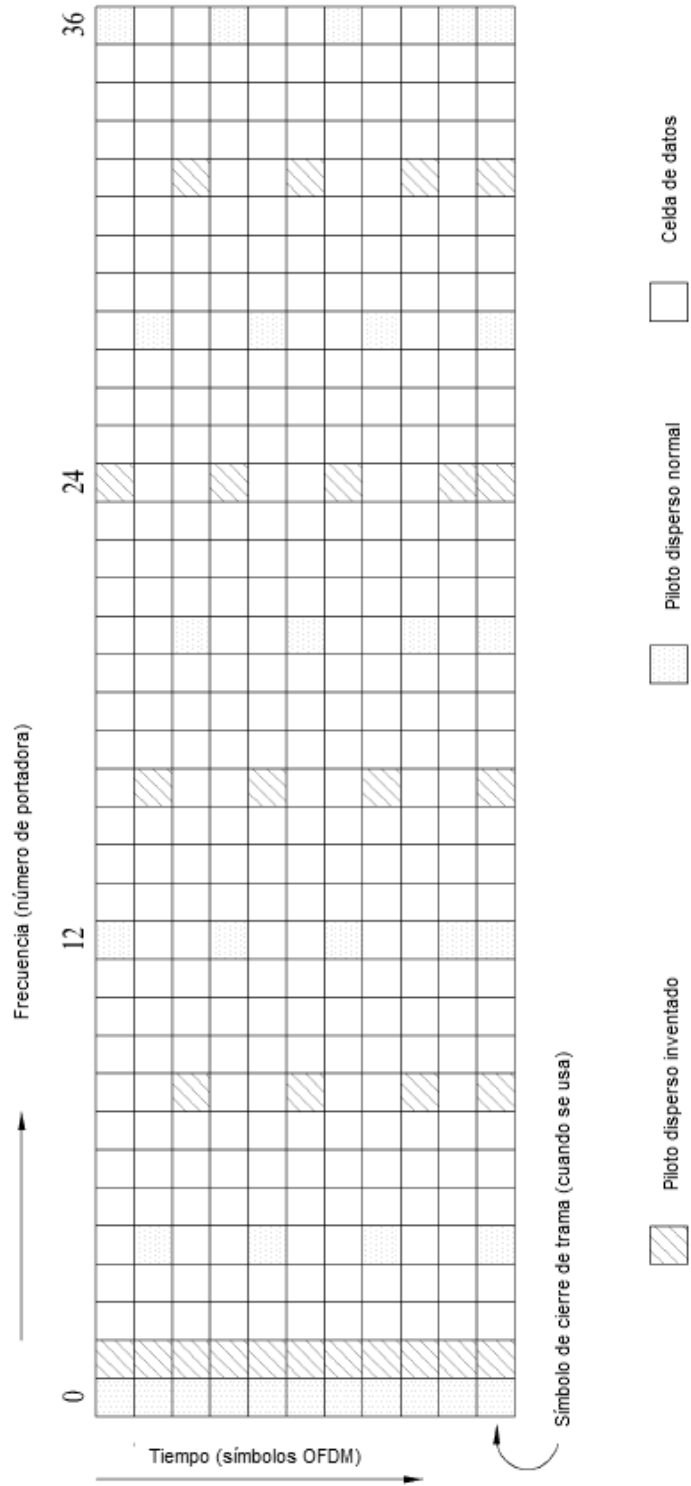 Frecuencia (número de portadora)
0
12
24
36
Tiempo (símbolos OFDM)
Símbolo de cierre de trama (cuando se usa)
Piloto disperso inventado
Piloto disperso normal
Celda de datos